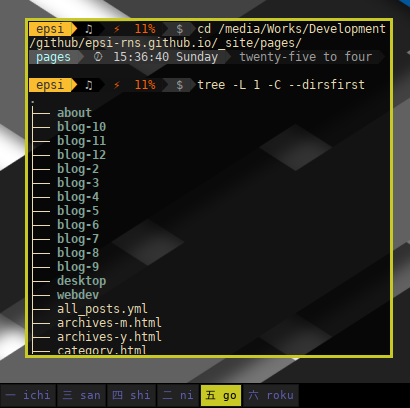 epsi ♫ ⚡ 11% $ cd /media/Works/Development
/github/epsi-rns.github.io/_site/pages/
pages ⌚ 15:36:40 Sunday twenty-five to four
epsi ♫ ⚡ 11% $ tree -L 1 -C --dirsfirst
.
├── about
├── blog-10
├── blog-11
├── blog-12
├── blog-2
├── blog-3
├── blog-4
├── blog-5
├── blog-6
├── blog-7
├── blog-8
├── blog-9
├── desktop
├── webdev
├── all_posts.yml
├── archives-m.html
├── archives-y.html
├── category.html
一 ichi 三 san 四 shi 二 ni 五 go 六 roku